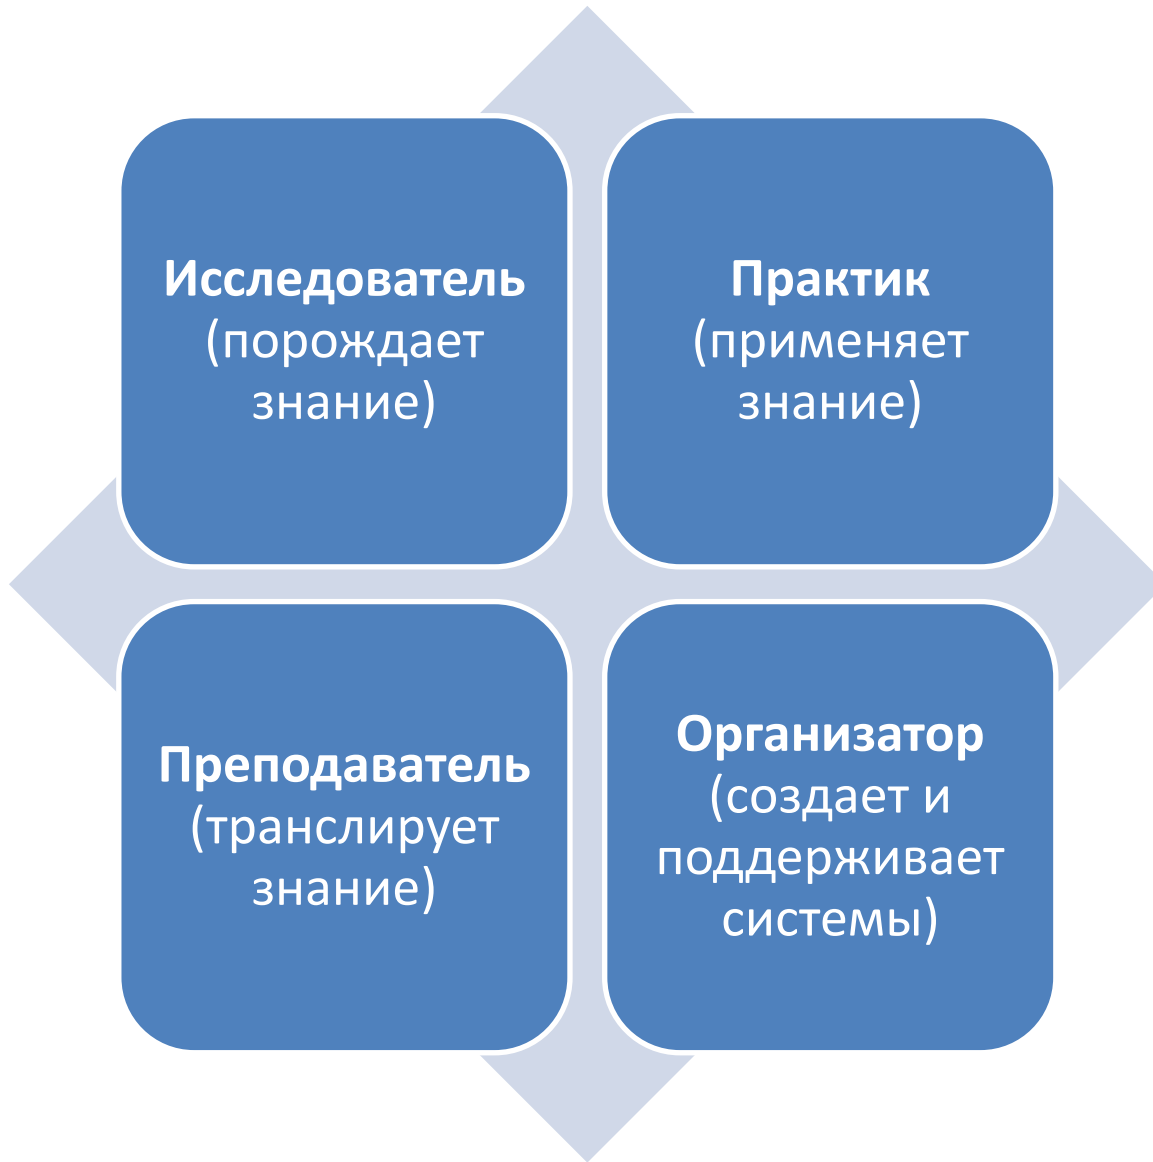 Исследователь
(порождает
знание)
Практик
(применяет
знание)
Преподаватель
(транслирует
знание)
Организатор
(создает и
поддерживает
системы)